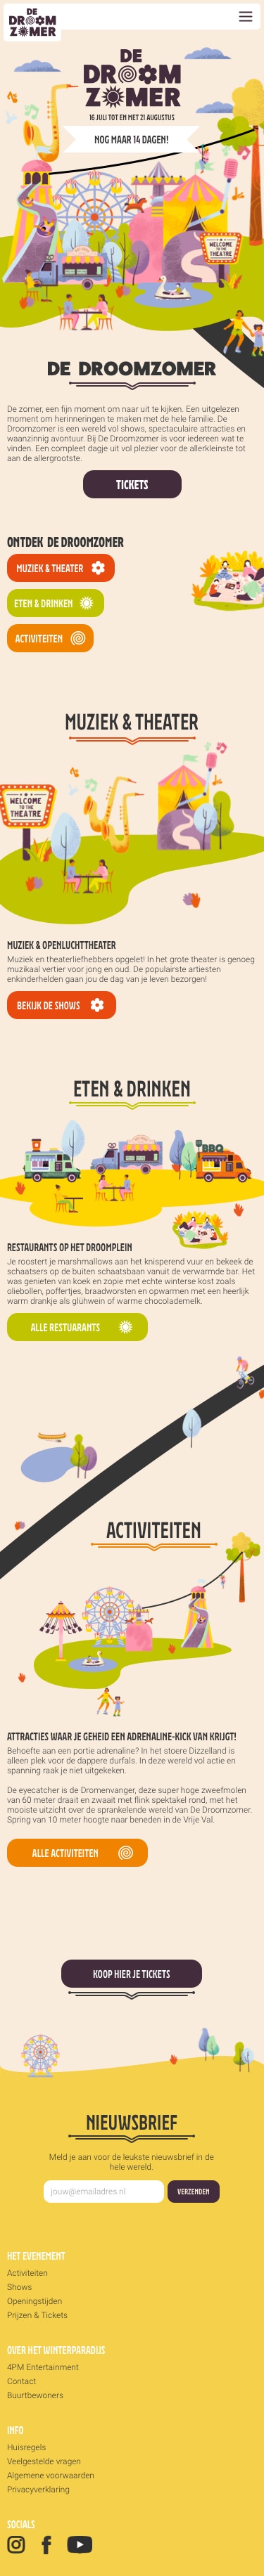 DE
DROOM
ZOMER
DE
DROOM
ZOMER
16 JULI TOT EN MET 21 AUGUSTUS
NOG MAAR 14 DAGEN!
WELCOME
TO THE
THEATRE
DE DROOMZOMER
De zomer, een fijn moment om naar uit te kijken. Een uitgelezen
moment om herinneringen te maken met de hele familie. De
Droomzomer is een wereld vol shows, spectaculaire attracties en
waanzinnig avontuur. Bij De Dromzomer is voor iedereen wat te
vinden. Een compleet dagje uit vol plezier voor de allerkleinste tot
aan de allergrootste.
TICKETS
ONTDEK DE DROOMZOMER
MUZIEK & THEATER
ETEN & DRINKEN
ACTIVITEITEN
MUZIEK & THEATER
WELCOME
TO THE
THEATRE
MUZIEK & OPENLUCHTTHEATER
Muziek en theaterliefhebbers opgelet! In het grote theater is genoeg
muzikaal vertier voor jong en oud. De populairste artiesten
enkinderhelden gaan jou de dag van je leven bezorgen!
BEKIJK DE SHOWS
ETEN & DRINKEN
BBQ
RESTAURANTS OP HET DROOMPLEIN
Je roostert je marshmallows aan het knisperend vuur en bekeek de
schaatsers op de buiten schaatsbaan vanuit de verwarmde bar. Het
was genieten van koek en zopie met echte winterse kost zoals
oliebollen, poffertjes, braadworsten en opwarmen met een heerlijk
warm drankje als glühwein of warme chocolademelk.
ALLE RESTUARANTS
ACTIVITEITEN
ATTRACTIES WAAR JE GEHEID EEN ADRENALINE-KICK VAN KRIJGT!
Behoefte aan een portie adrenaline? In het stoere Dizzelland is
alleen plek voor de dappere durfals. In deze wereld vol actie en
spanning raak je niet uitgekeken.
De eyecatcher is de Dromenvanger, deze super hoge zweefmolen
van 60 meter draait en zwaait met flink spektakel rond, met het
mooiste uitzicht over de sprankelende wereld van De Droomzomer.
Spring van 10 meter hoogte naar beneden in de Vrije Val.
ALLE ACTIVITEITEN
KOOP HIER JE TICKETS
NIEUWSBRIEF
Meld je aan voor de leukste nieuwsbrief in de
hele wereld.
jouw@emailadres.nl
VERZENDEN
HET EVENEMENT
Activiteiten
Shows
Openingstijden
Prijzen & Tickets
OVER HET WINTERPARADIJS
4PM Entertainment
Contact
Buurtbewoners
INFO
Huisregels
Veelgestelde vragen
Algemene voorwaarden
Privacyverklaring
SOCIALS